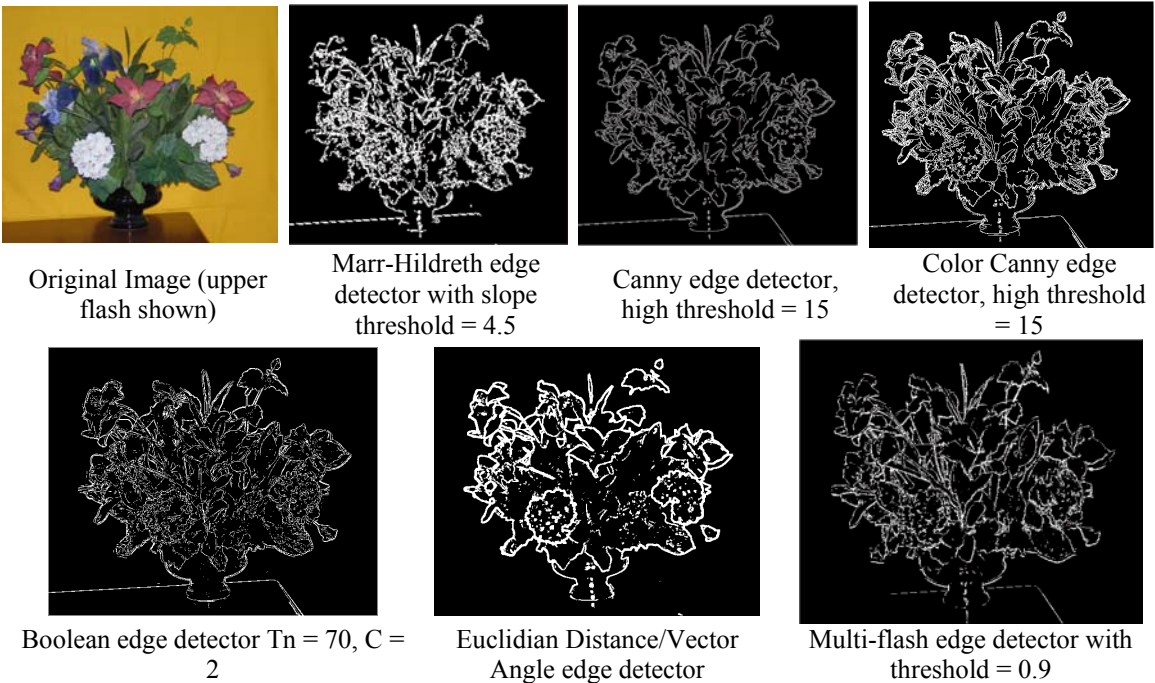 Original Image (upper
flash shown)
Marr-Hildreth edge
detector with slope
threshold = 4.5
Canny edge detector,
high threshold = 15
Color Canny edge
detector, high threshold
= 15
Boolean edge detector Tn = 70, C =
2
Euclidian Distance/Vector
Angle edge detector
Multi-flash edge detector with
threshold = 0.9